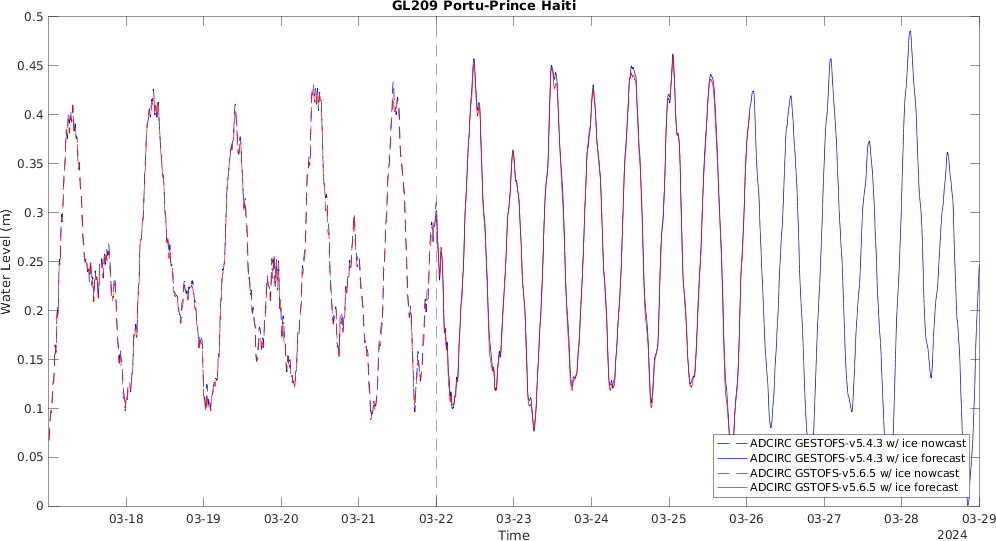 GL209 Portu-Prince Haiti
0.5
0.45
0.4
0.35
0.3
0.25
0.2
0.15
0.1
0.05
0
Water Level (m)
ADCIRC GESTOFS-v5.4.3 w/ ice nowcast
ADCIRC GESTOFS-v5.4.3 w/ ice forecast
ADCIRC GSTOFS-v5.6.5 w/ ice nowcast
ADCIRC GSTOFS-v5.6.5 w/ ice forecast
03-18 03-19 03-20 03-21 03-22 03-23 03-24 03-25 03-26 03-27 03-28 03-29
Time
2024